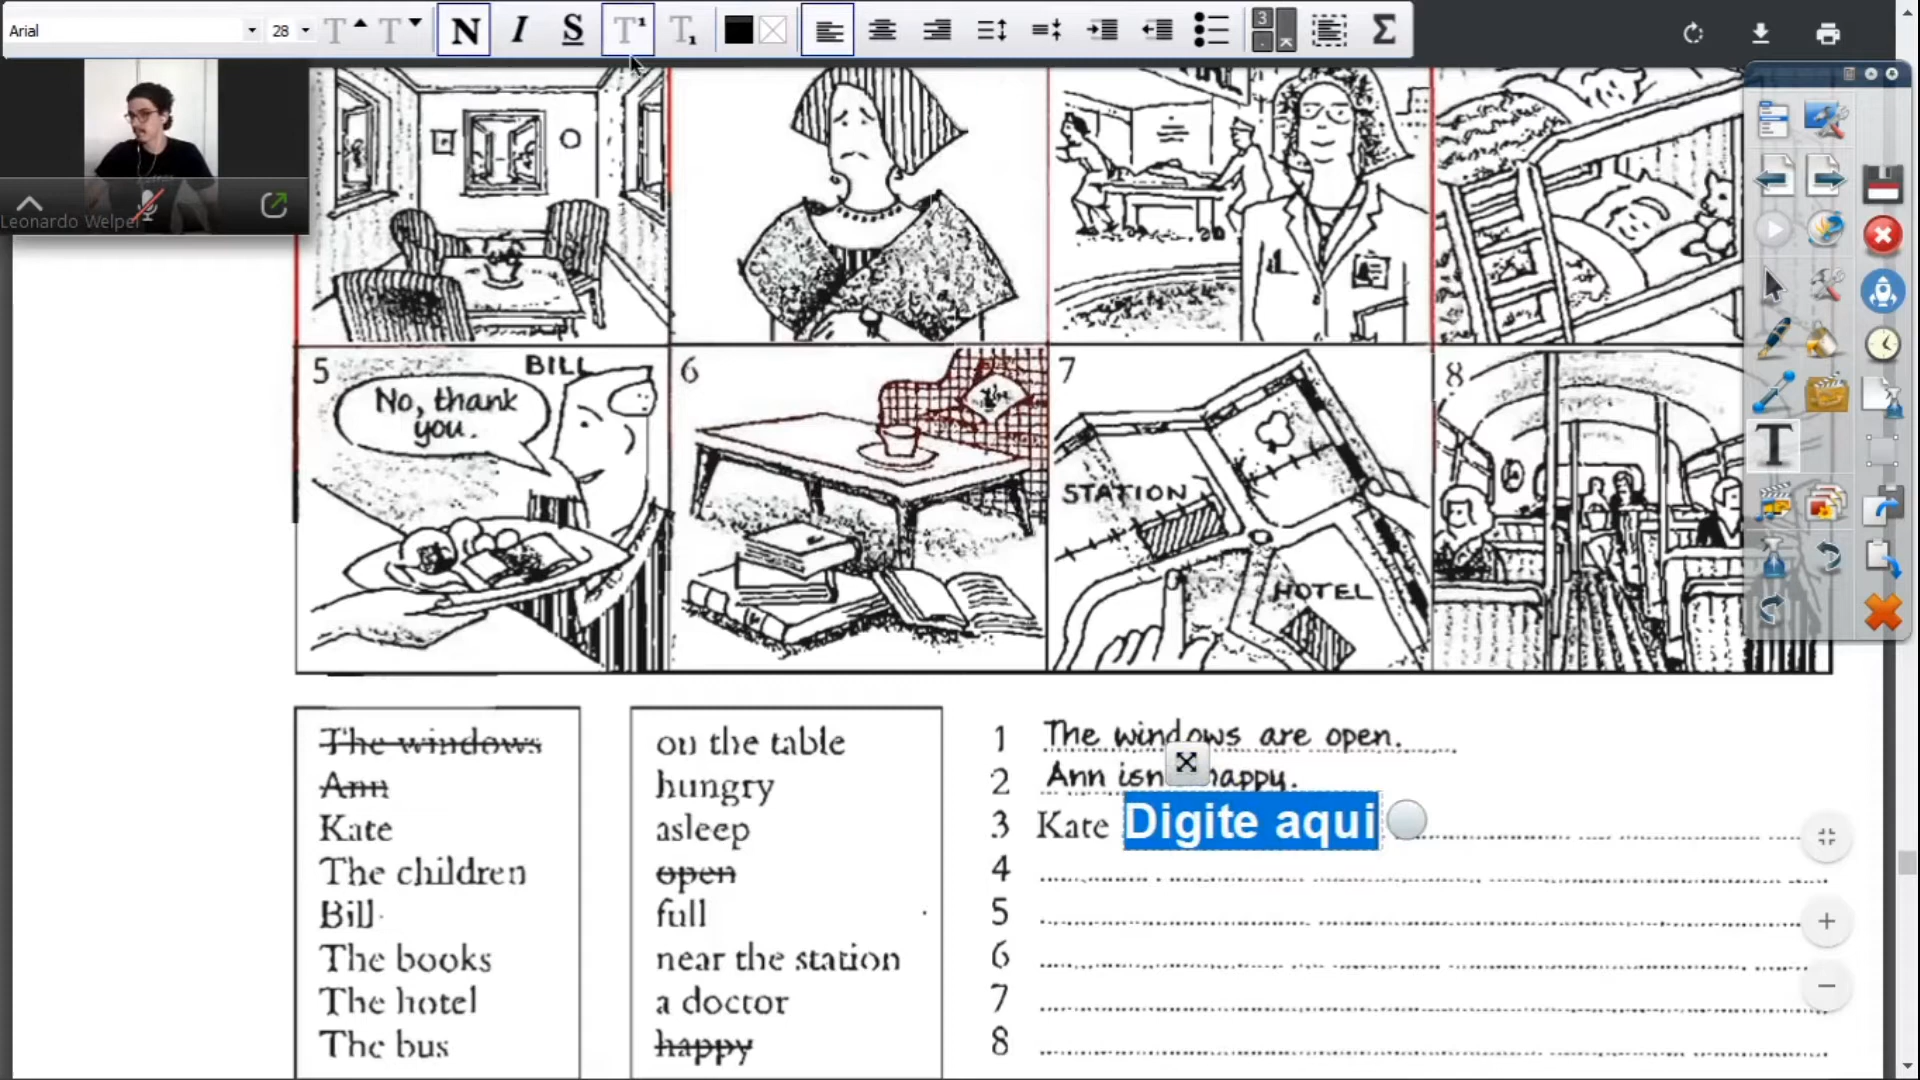 Arial
28
N I S T¹ T₁
Leonardo Welper
5
BILL
No, thank
you.
6
7
STATION
HOTEL
8
The windows
Ann
Kate
The children
Bill
The books
The hotel
The bus
on the table
hungry
asleep
open
full
near the station
a doctor
happy
1 The windows are open.
2 Ann isn happy.
3 Kate Digite aqui
4
5
6
7
8